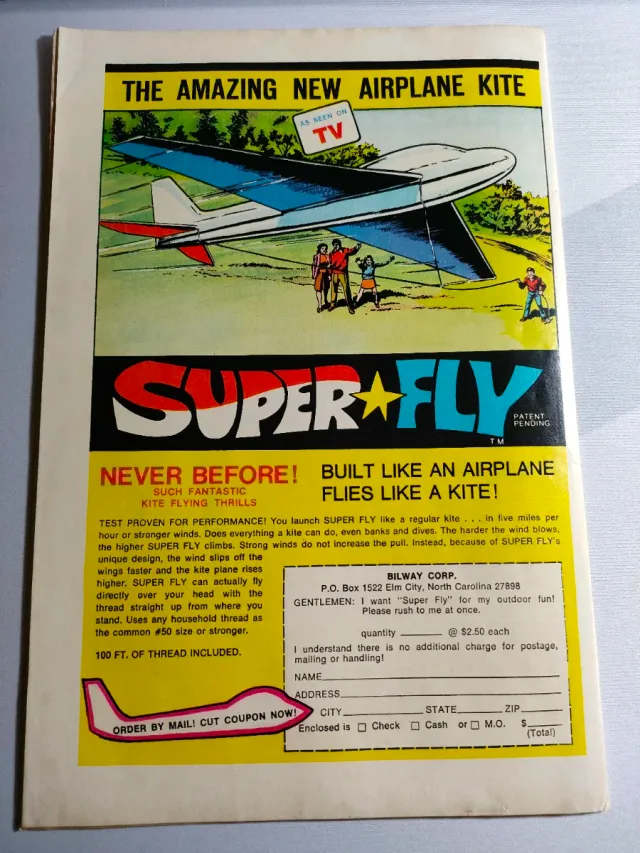 THE AMAZING NEW AIRPLANE KITE
AS SEEN ON
TV
SUPER FLY
PATENT
PENDING
TM
NEVER BEFORE!
SUCH FANTASTIC
KITE FLYING THRILLS
BUILT LIKE AN AIRPLANE
FLIES LIKE A KITE!
TEST PROVEN FOR PERFORMANCE! You launch SUPER FLY like a regular kite . . . in five miles per
hour or stronger winds. Does everything a kite can do, even banks and dives. The harder the wind blows,
the higher SUPER FLY climbs. Strong winds do not increase the pull. Instead, because of SUPER FLY's
unique design, the wind slips off the
wings faster and the kite plane rises
higher. SUPER FLY can actually fly
directly over your head with the
thread straight up from where you
stand. Uses any household thread as
the common #50 size or stronger.
100 FT. OF THREAD INCLUDED.
ORDER BY MAIL! CUT COUPON NOW!
BILWAY CORP.
P.O. Box 1522 Elm City, North Carolina 27898
GENTLEMEN: I want "Super Fly" for my outdoor fun!
Please rush to me at once.
quantity ______ @ $2.50 each
I understand there is no additional charge for postage,
mailing or handling!
NAME
ADDRESS
CITY STATE ZIP
Enclosed is ☐ Check ☐ Cash or ☐ M.O. $
(Total)